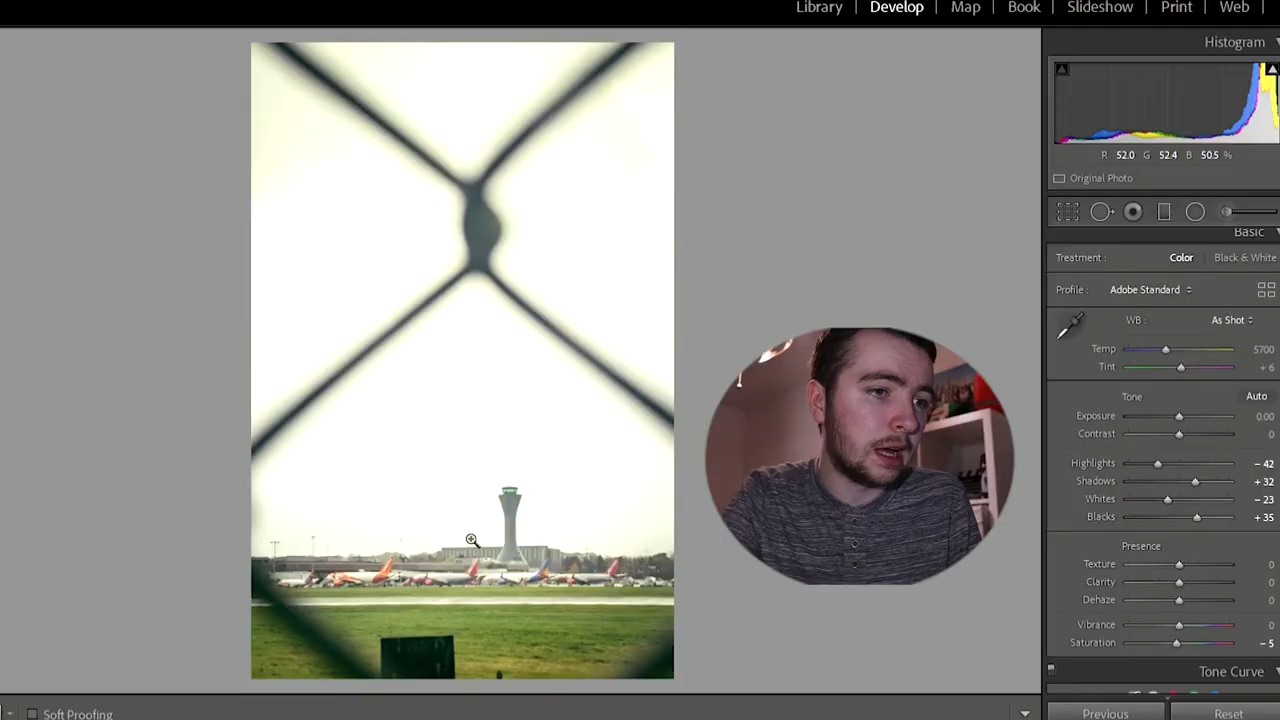 Library | Develop | Map | Book | Slideshow | Print | Web |
Histogram
R 52.0 G 52.4 B 50.5 %
Original Photo
Basic
Treatment : Color Black & White
Profile : Adobe Standard
WB : As Shot
Temp 5700
Tint + 6
Tone Auto
Exposure 0.00
Contrast 0
Highlights − 42
Shadows + 32
Whites − 23
Blacks + 35
Presence
Texture 0
Clarity 0
Dehaze 0
Vibrance 0
Saturation − 5
Tone Curve
Soft Proofing
Previous Reset